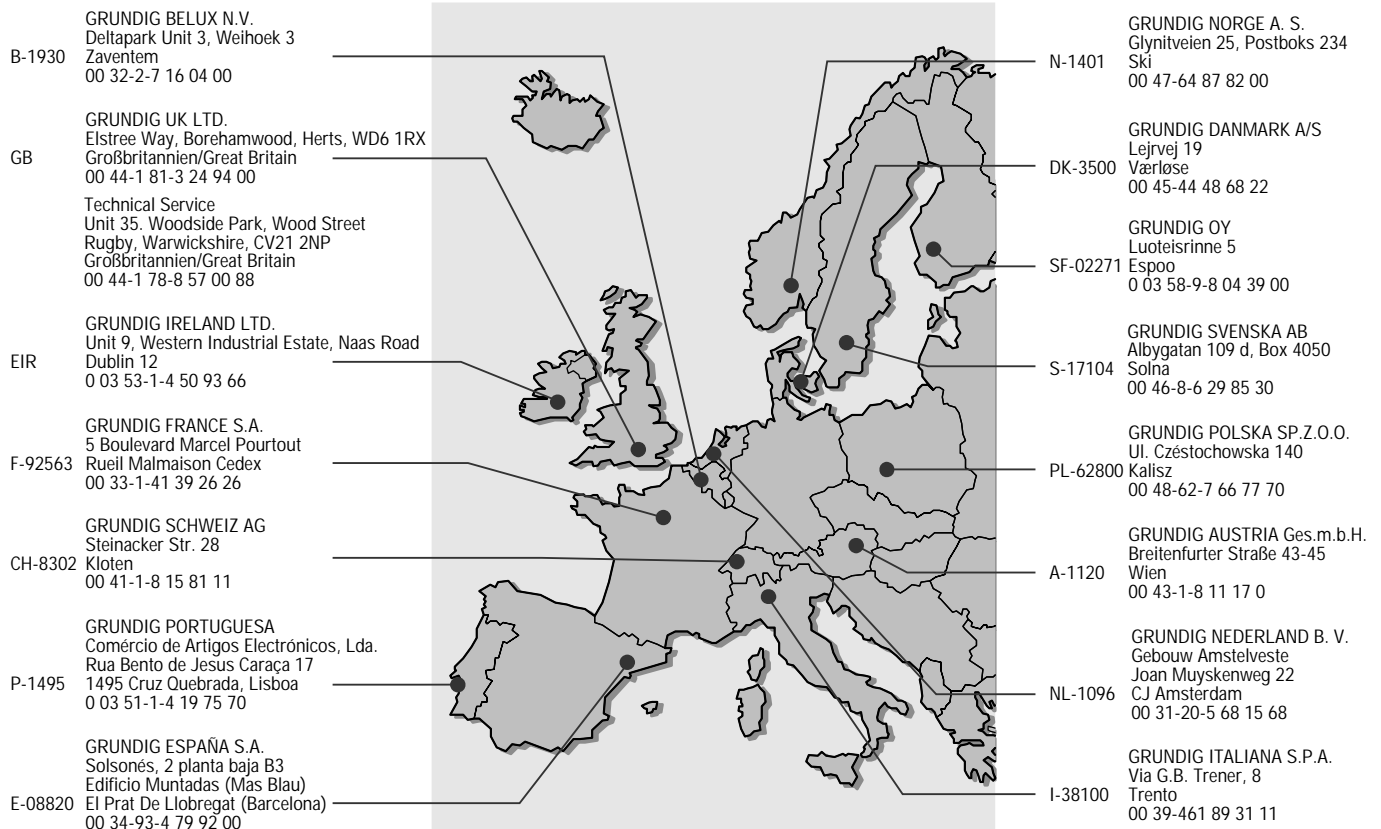 GRUNDIG BELUX N.V.
Deltapark Unit 3, Weihoek 3
B-1930 Zaventem
00 32-2-7 16 04 00
GRUNDIG UK LTD.
Elstree Way, Borehamwood, Herts, WD6 1RX
GB Großbritannien/Great Britain
00 44-1 81-3 24 94 00
Technical Service
Unit 35. Woodside Park, Wood Street
Rugby, Warwickshire, CV21 2NP
Großbritannien/Great Britain
00 44-1 78-8 57 00 88
GRUNDIG IRELAND LTD.
Unit 9, Western Industrial Estate, Naas Road
EIR Dublin 12
0 03 53-1-4 50 93 66
GRUNDIG FRANCE S.A.
5 Boulevard Marcel Pourtout
F-92563 Rueil Malmaison Cedex
00 33-1-41 39 26 26
GRUNDIG SCHWEIZ AG
Steinacker Str. 28
CH-8302 Kloten
00 41-1-8 15 81 11
GRUNDIG PORTUGUESA
Comércio de Artigos Electrónicos, Lda.
Rua Bento de Jesus Caraça 17
P-1495 1495 Cruz Quebrada, Lisboa
0 03 51-1-4 19 75 70
GRUNDIG ESPAÑA S.A.
Solsonés, 2 planta baja B3
Edificio Muntadas (Mas Blau)
E-08820 El Prat De Llobregat (Barcelona)
00 34-93-4 79 92 00
GRUNDIG NORGE A. S.
Glynitveien 25, Postboks 234
N-1401 Ski
00 47-64 87 82 00
GRUNDIG DANMARK A/S
Lejrvej 19
DK-3500 Værløse
00 45-44 48 68 22
GRUNDIG OY
Luoteisrinne 5
SF-02271 Espoo
0 03 58-9-8 04 39 00
GRUNDIG SVENSKA AB
Albygatan 109 d, Box 4050
S-17104 Solna
00 46-8-6 29 85 30
GRUNDIG POLSKA SP.Z.O.O.
Ul. Czéstochowska 140
PL-62800 Kalisz
00 48-62-7 66 77 70
GRUNDIG AUSTRIA Ges.m.b.H.
Breitenfurter Straße 43-45
A-1120 Wien
00 43-1-8 11 17 0
GRUNDIG NEDERLAND B. V.
Gebouw Amstelveste
Joan Muyskenweg 22
NL-1096 CJ Amsterdam
00 31-20-5 68 15 68
GRUNDIG ITALIANA S.P.A.
Via G.B. Trener, 8
I-38100 Trento
00 39-461 89 31 11